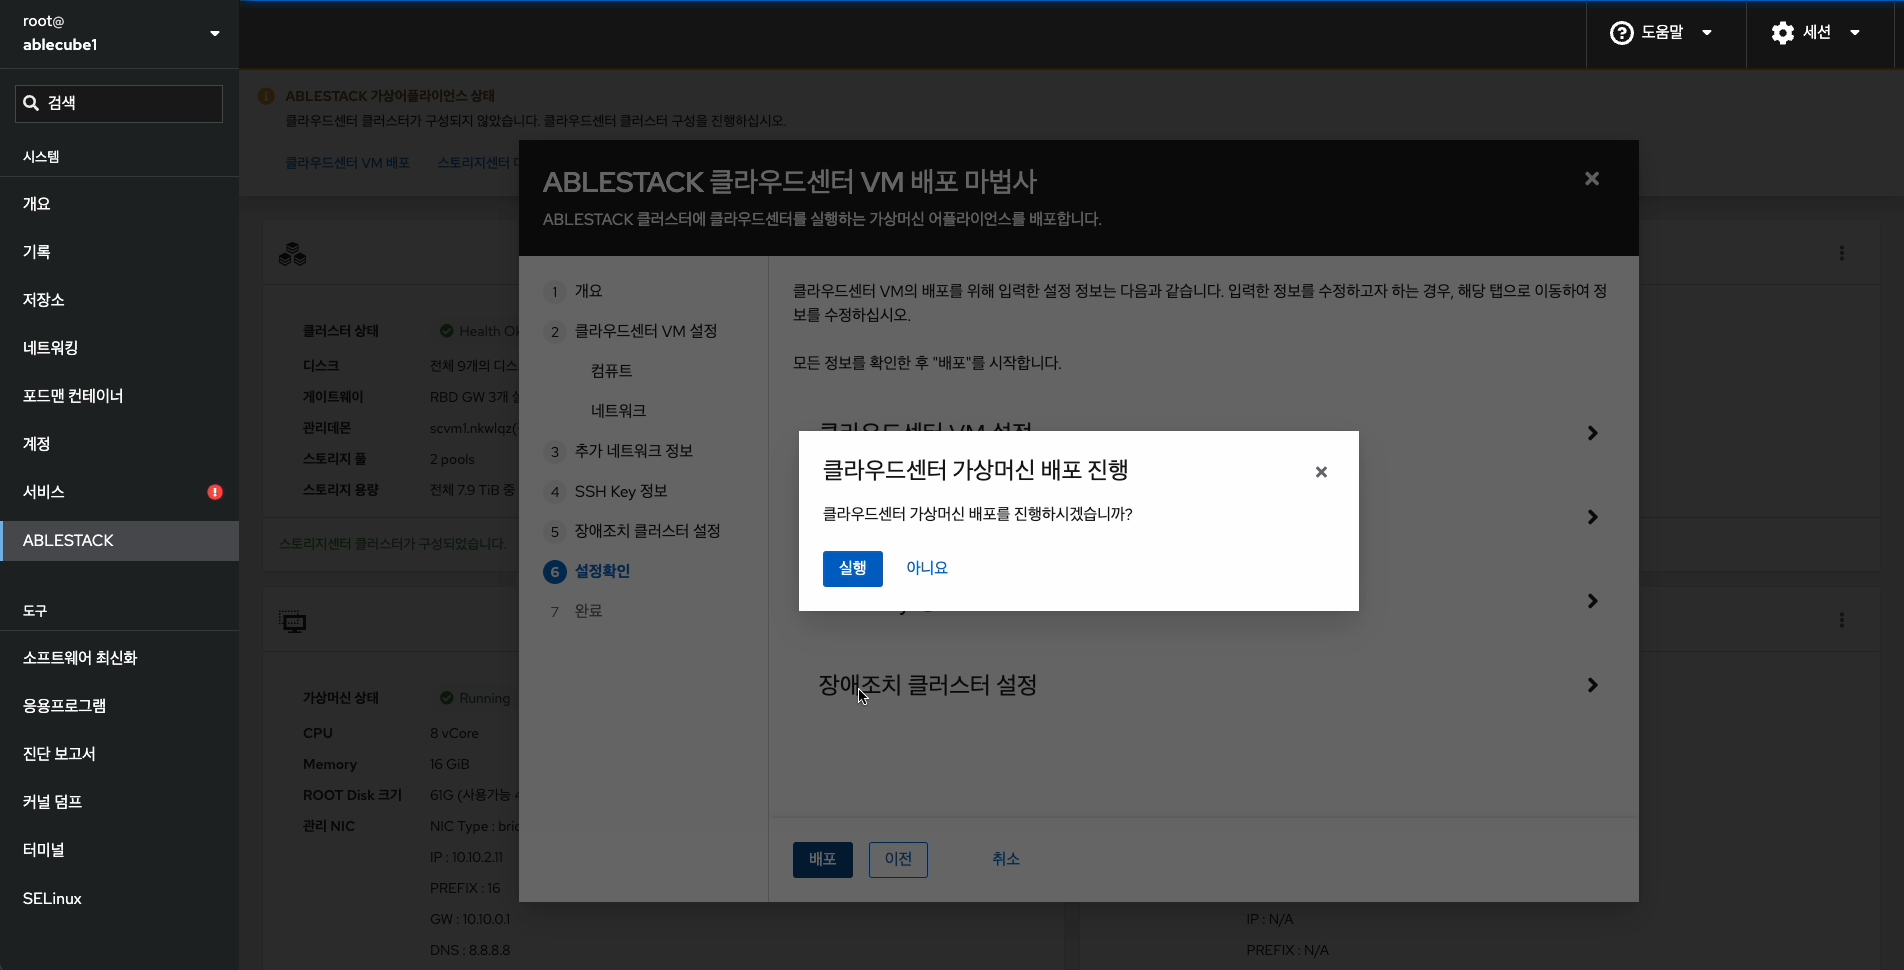 root@
ablecube1
도움말
세션
검색
시스템
개요
기록
저장소
네트워킹
포드맨 컨테이너
계정
서비스
ABLESTACK
도구
소프트웨어 최신화
응용프로그램
진단 보고서
커널 덤프
터미널
SELinux
ABLESTACK 가상어플라이언스 상태
클라우드센터 클러스터가 구성되지 않았습니다. 클라우드센터 클러스터 구성을 진행하십시오.
클라우드센터 VM 배포
스토리지센터
클러스터 상태
Health
디스크
전체 9개의
게이트웨이
RBD GW 3개
관리데몬
스토리지 풀
2 pools
스토리지 용량
전체 7.9 TiB 중
스토리지센터 클러스터가 구성되었습니다.
가상머신 상태
Running
CPU
8 vCore
Memory
16 GiB
ROOT Disk 크기
61G (사용가능
관리 NIC
NIC Type :
IP : 10.10.2.11
PREFIX : 16
GW : 10.10.0.1
DNS : 8.8.8.8
IP : N/A
PREFIX : N/A
ABLESTACK 클라우드센터 VM 배포 마법사
ABLESTACK 클러스터에 클라우드센터를 실행하는 가상머신 어플라이언스를 배포합니다.
1 개요
2 클라우드센터 VM 설정
컴퓨트
네트워크
3 추가 네트워크 정보
4 SSH Key 정보
5 장애조치 클러스터 설정
6 설정확인
7 완료
클라우드센터 VM의 배포를 위해 입력한 설정 정보는 다음과 같습니다. 입력한 정보를 수정하고자 하는 경우, 해당 탭으로 이동하여 정
보를 수정하십시오.
모든 정보를 확인한 후 "배포"를 시작합니다.
클라우드센터 VM 설정
장애조치 클러스터 설정
배포
이전
취소
클라우드센터 가상머신 배포 진행
클라우드센터 가상머신 배포를 진행하시겠습니까?
실행
아니요